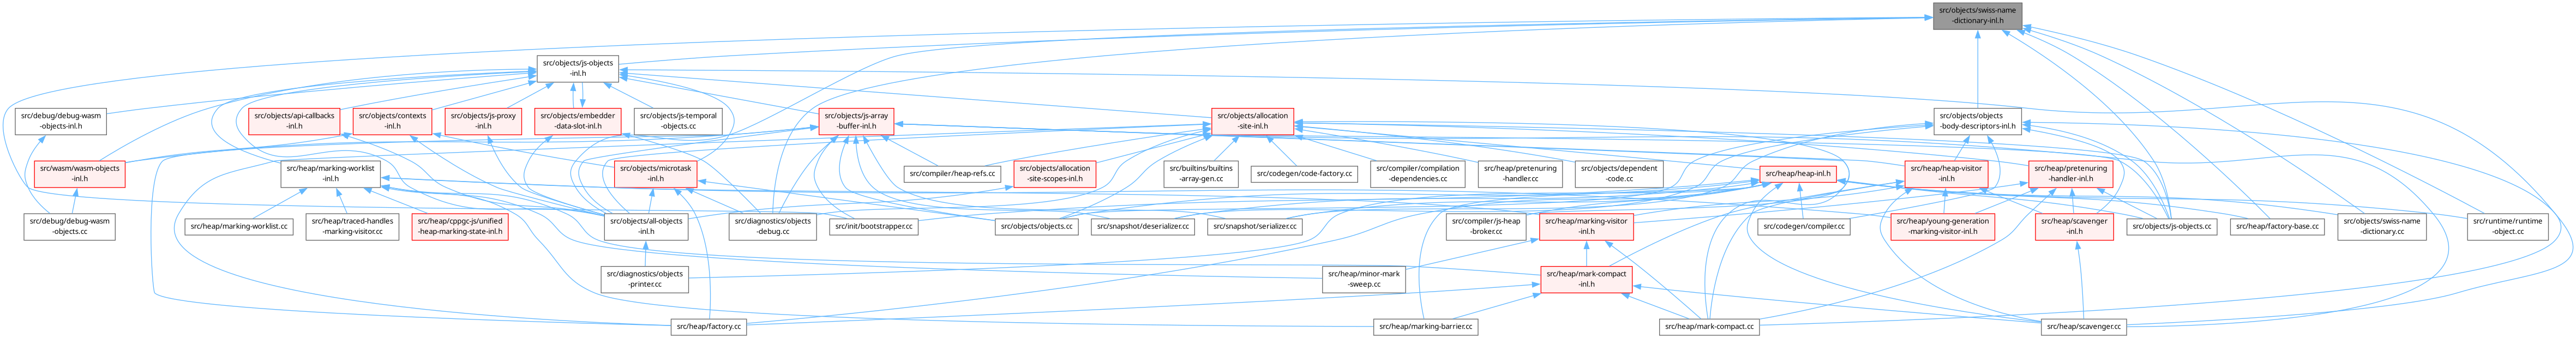 src/objects/swiss-name
-dictionary-inl.h
src/objects/js-objects
-inl.h
src/debug/debug-wasm
-objects-inl.h
src/objects/api-callbacks
-inl.h
src/objects/contexts
-inl.h
src/objects/js-proxy
-inl.h
src/objects/embedder
-data-slot-inl.h
src/objects/js-temporal
-objects.cc
src/objects/js-array
-buffer-inl.h
src/objects/allocation
-site-inl.h
src/objects/objects
-body-descriptors-inl.h
src/wasm/wasm-objects
-inl.h
src/heap/marking-worklist
-inl.h
src/objects/microtask
-inl.h
src/compiler/heap-refs.cc
src/objects/allocation
-site-scopes-inl.h
src/builtins/builtins
-array-gen.cc
src/codegen/code-factory.cc
src/compiler/compilation
-dependencies.cc
src/heap/pretenuring
-handler.cc
src/objects/dependent
-code.cc
src/heap/heap-inl.h
src/heap/heap-visitor
-inl.h
src/heap/pretenuring
-handler-inl.h
src/debug/debug-wasm
-objects.cc
src/heap/marking-worklist.cc
src/heap/traced-handles
-marking-visitor.cc
src/heap/cppgc-js/unified
-heap-marking-state-inl.h
src/objects/all-objects
-inl.h
src/diagnostics/objects
-debug.cc
src/init/bootstrapper.cc
src/objects/objects.cc
src/snapshot/deserializer.cc
src/snapshot/serializer.cc
src/compiler/js-heap
-broker.cc
src/heap/marking-visitor
-inl.h
src/codegen/compiler.cc
src/heap/young-generation
-marking-visitor-inl.h
src/heap/scavenger
-inl.h
src/objects/js-objects.cc
src/heap/factory-base.cc
src/objects/swiss-name
-dictionary.cc
src/runtime/runtime
-object.cc
src/diagnostics/objects
-printer.cc
src/heap/minor-mark
-sweep.cc
src/heap/mark-compact
-inl.h
src/heap/factory.cc
src/heap/marking-barrier.cc
src/heap/mark-compact.cc
src/heap/scavenger.cc